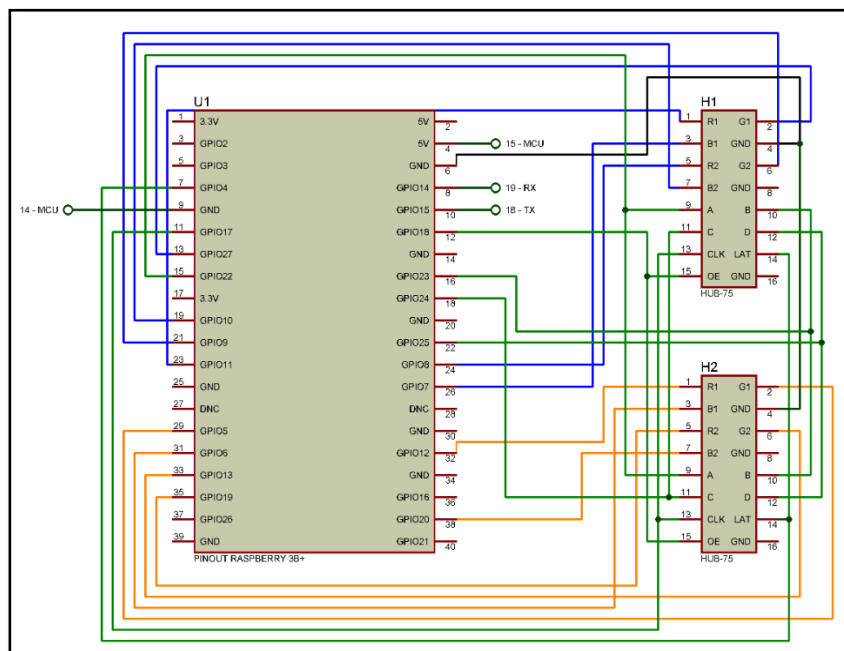 U1
1 3.3V 5V 2
3 GPIO2 5V 4
5 GPIO3 GND 6
7 GPIO4 GPIO14 8
9 GND GPIO15 10
11 GPIO17 GPIO18 12
13 GPIO27 GND 14
15 GPIO22 GPIO23 16
17 3.3V GPIO24 18
19 GPIO10 GND 20
21 GPIO9 GPIO25 22
23 GPIO11 GPIO8 24
25 GND GPIO7 26
27 DNC DNC 28
29 GPIO5 GND 30
31 GPIO6 GPIO12 32
33 GPIO13 GND 34
35 GPIO19 GPIO16 36
37 GPIO26 GPIO20 38
39 GND GPIO21 40
PINOUT RASPBERRY 3B+
14 - MCU
15 - MCU
19 - RX
18 - TX
H1
1 R1 G1 2
3 B1 GND 4
5 R2 G2 6
7 B2 GND 8
9 A B 10
11 C D 12
13 CLK LAT 14
15 OE GND 16
HUB-75
H2
1 R1 G1 2
3 B1 GND 4
5 R2 G2 6
7 B2 GND 8
9 A B 10
11 C D 12
13 CLK LAT 14
15 OE GND 16
HUB-75